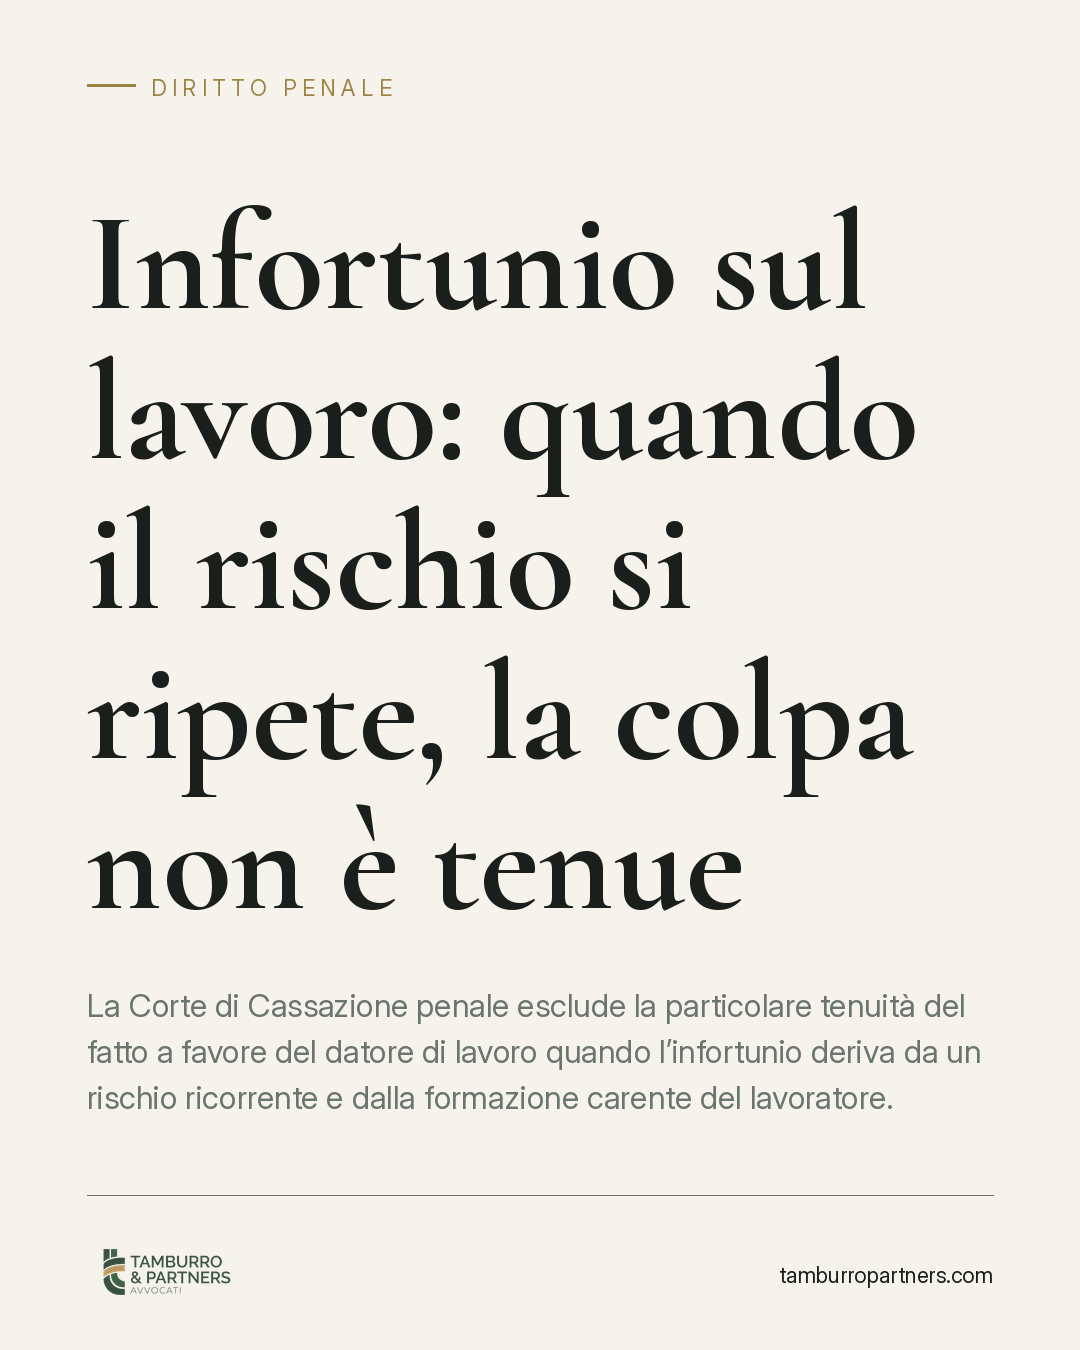 DIRITTO PENALE
Infortunio sul
lavoro: quando
il rischio si
ripete, la colpa
non è tenue
La Corte di Cassazione penale esclude la particolare tenuità del
fatto a favore del datore di lavoro quando l’infortunio deriva da un
rischio ricorrente e dalla formazione carente del lavoratore.
TAMBURRO
& PARTNERS
AVVOCATI
tamburropartners.com